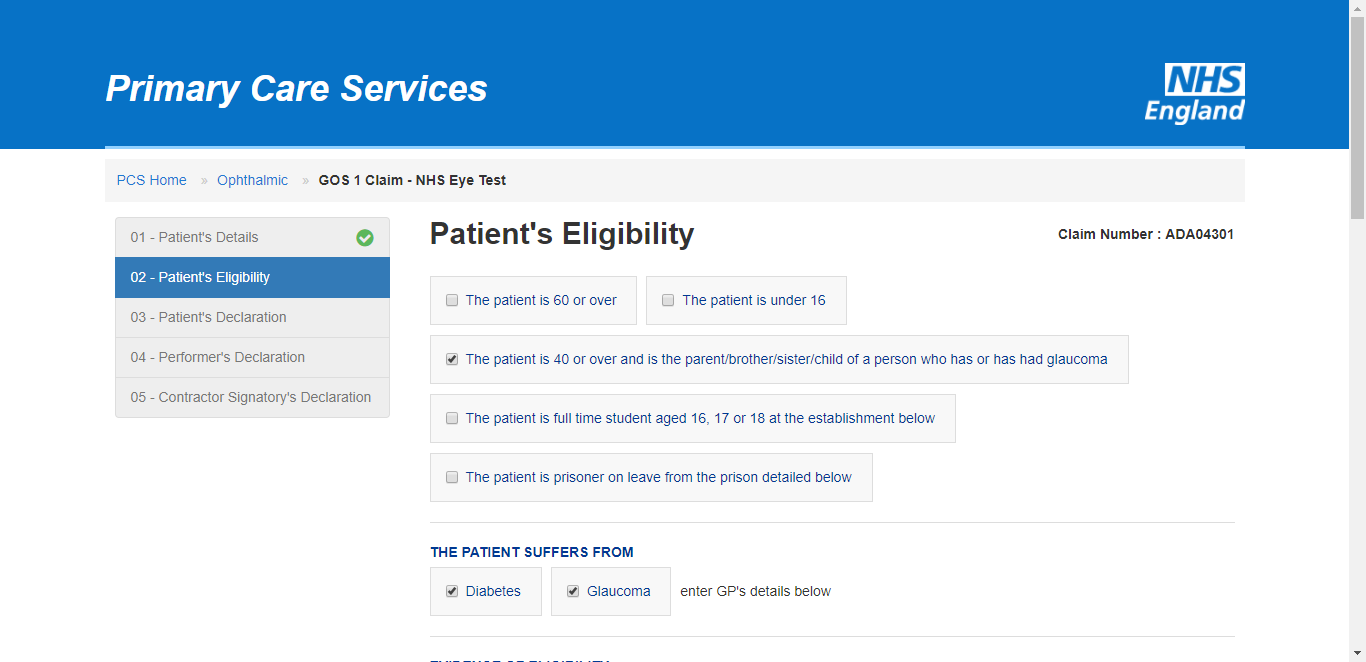 Primary Care Services
NHS
England
PCS Home » Ophthalmic » GOS 1 Claim - NHS Eye Test
01 - Patient's Details
02 - Patient's Eligibility
03 - Patient's Declaration
04 - Performer's Declaration
05 - Contractor Signatory's Declaration
Patient's Eligibility
Claim Number : ADA04301
The patient is 60 or over
The patient is under 16
The patient is 40 or over and is the parent/brother/sister/child of a person who has or has had glaucoma
The patient is full time student aged 16, 17 or 18 at the establishment below
The patient is prisoner on leave from the prison detailed below
THE PATIENT SUFFERS FROM
Diabetes
Glaucoma
enter GP's details below